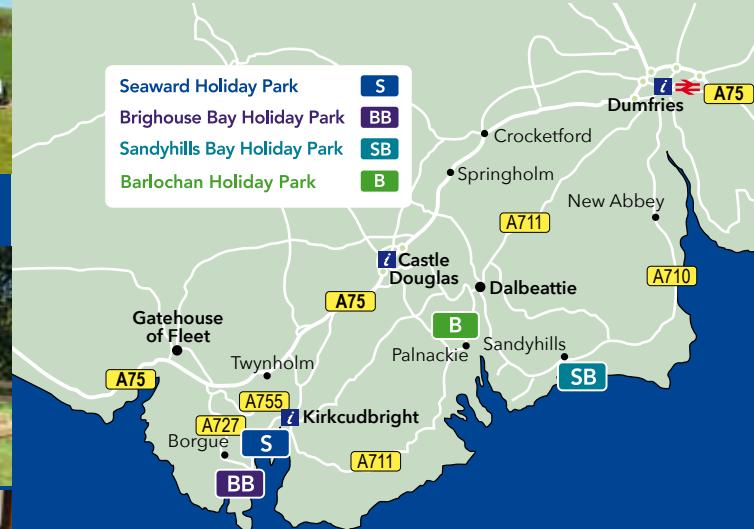 Seaward Holiday Park S
Brighouse Bay Holiday Park BB
Sandyhills Bay Holiday Park SB
Barlochan Holiday Park B
i
Dumfries
A75
Crocketford
Springholm
New Abbey
A711
i Castle
Douglas
A710
A75
Dalbeattie
Gatehouse
of Fleet
B
Palnackie
Sandyhills
Twynholm
SB
A75
A755
i Kirkcudbright
A727
Borgue
S
A711
BB